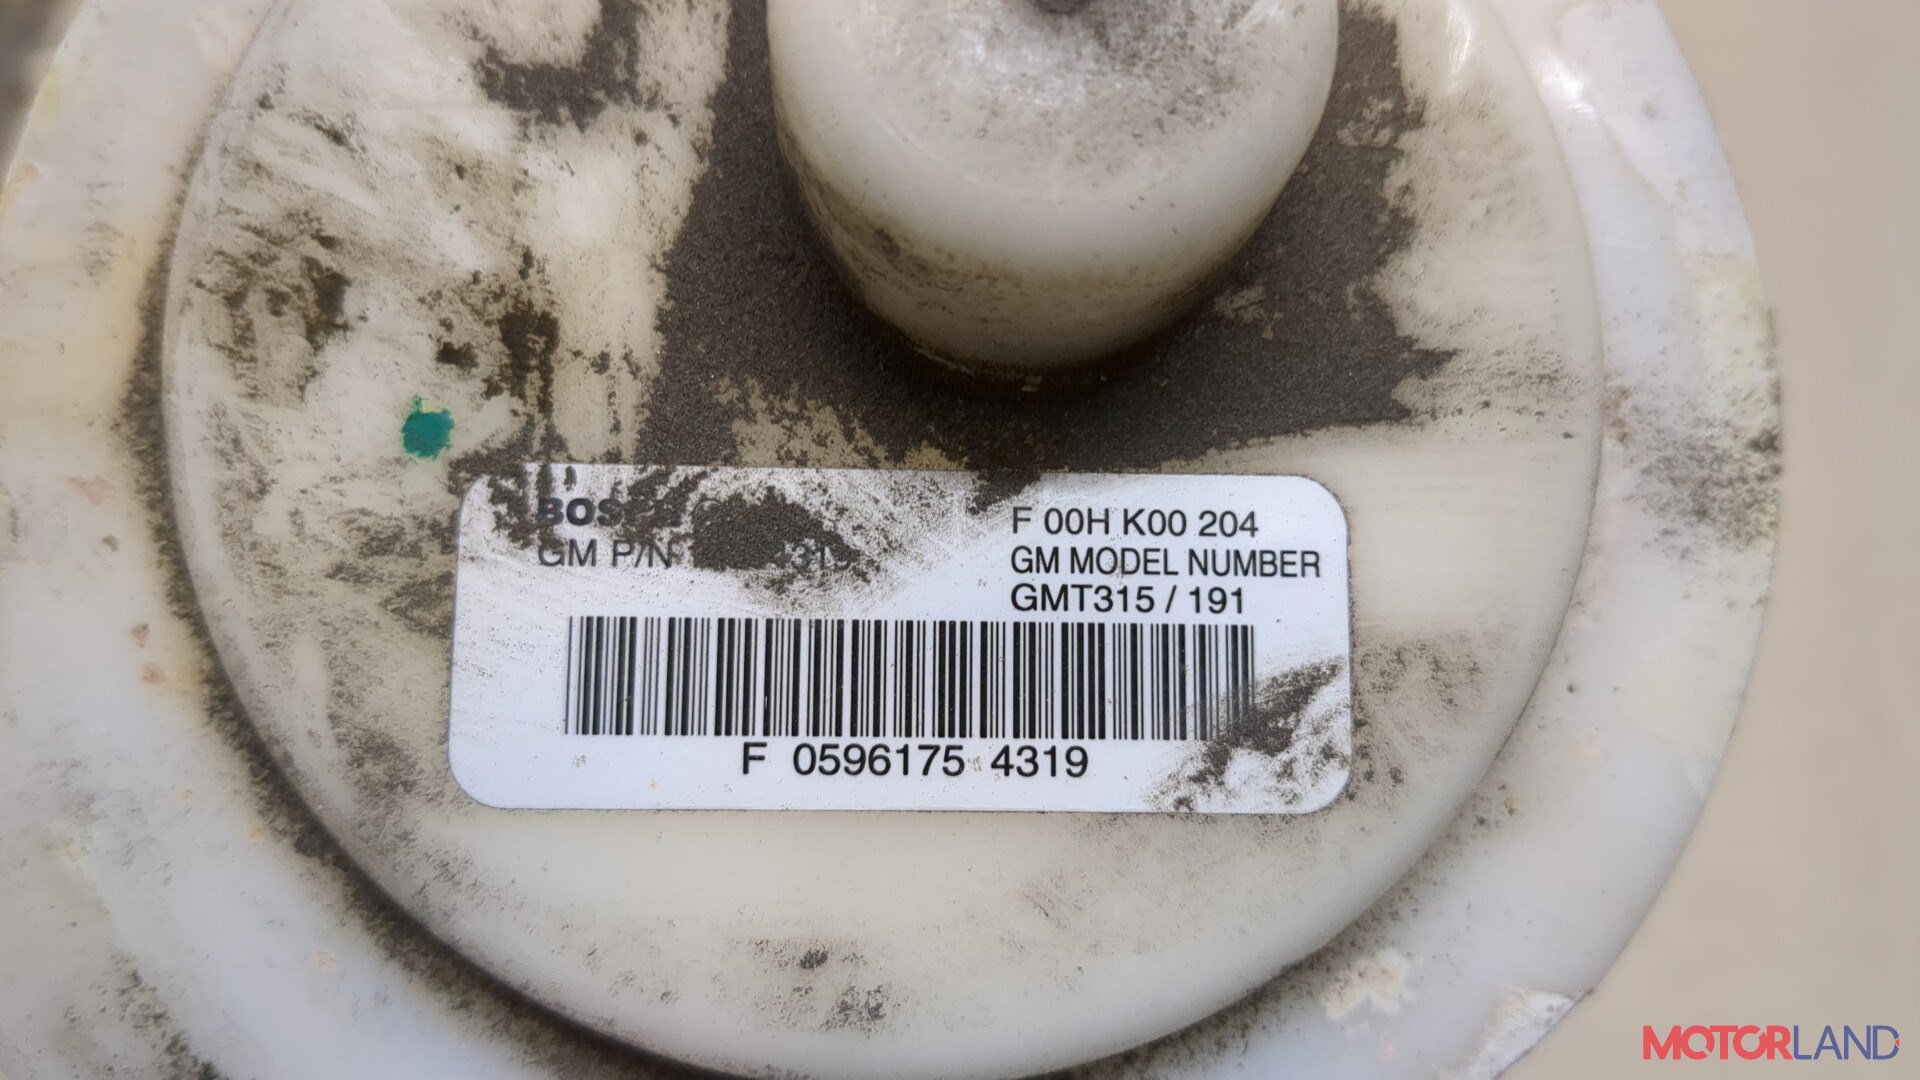 BOSCH
F 00H K00 204
GM P/N
GM MODEL NUMBER
GMT315 / 191
F 0596175 4319
MOTORLAND